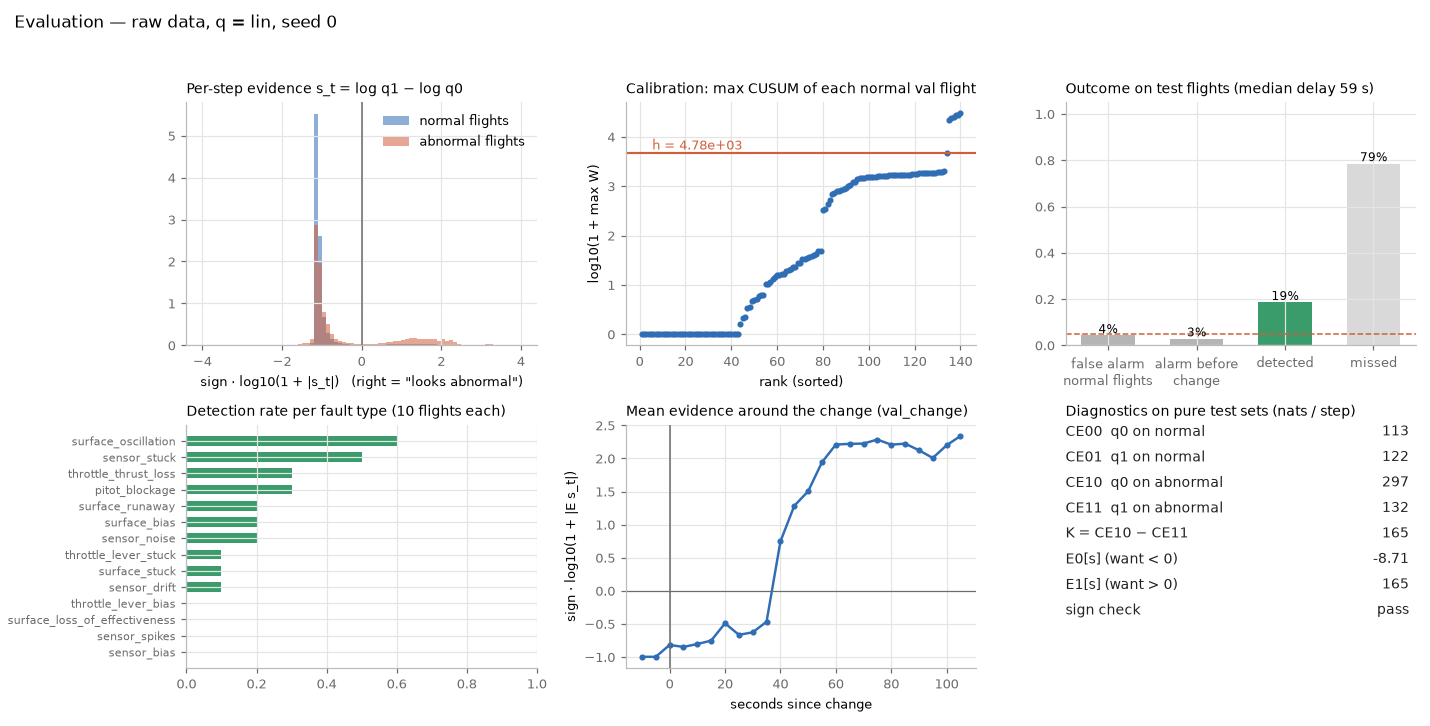 Evaluation — raw data, q = lin, seed 0
Per-step evidence s_t = log q1 − log q0
normal flights
abnormal flights
5
4
3
2
1
0
−4
−2
0
2
4
sign · log10(1 + |s_t|)   (right = "looks abnormal")
Calibration: max CUSUM of each normal val flight
h = 4.78e+03
log10(1 + max W)
4
3
2
1
0
0
20
40
60
80
100
120
140
rank (sorted)
Outcome on test flights (median delay 59 s)
1.0
0.8
0.6
0.4
0.2
0.0
4%
3%
19%
79%
false alarm
normal flights
alarm before
change
detected
missed
Detection rate per fault type (10 flights each)
surface_oscillation
sensor_stuck
throttle_thrust_loss
pitot_blockage
surface_runaway
surface_bias
sensor_noise
throttle_lever_stuck
surface_stuck
sensor_drift
throttle_lever_bias
surface_loss_of_effectiveness
sensor_spikes
sensor_bias
0.0
0.2
0.4
0.6
0.8
1.0
Mean evidence around the change (val_change)
sign · log10(1 + |E s_t|)
2.5
2.0
1.5
1.0
0.5
0.0
−0.5
−1.0
0
20
40
60
80
100
seconds since change
Diagnostics on pure test sets (nats / step)
CE00  q0 on normal 113
CE01  q1 on normal 122
CE10  q0 on abnormal 297
CE11  q1 on abnormal 132
K = CE10 − CE11 165
E0[s] (want < 0) -8.71
E1[s] (want > 0) 165
sign check pass